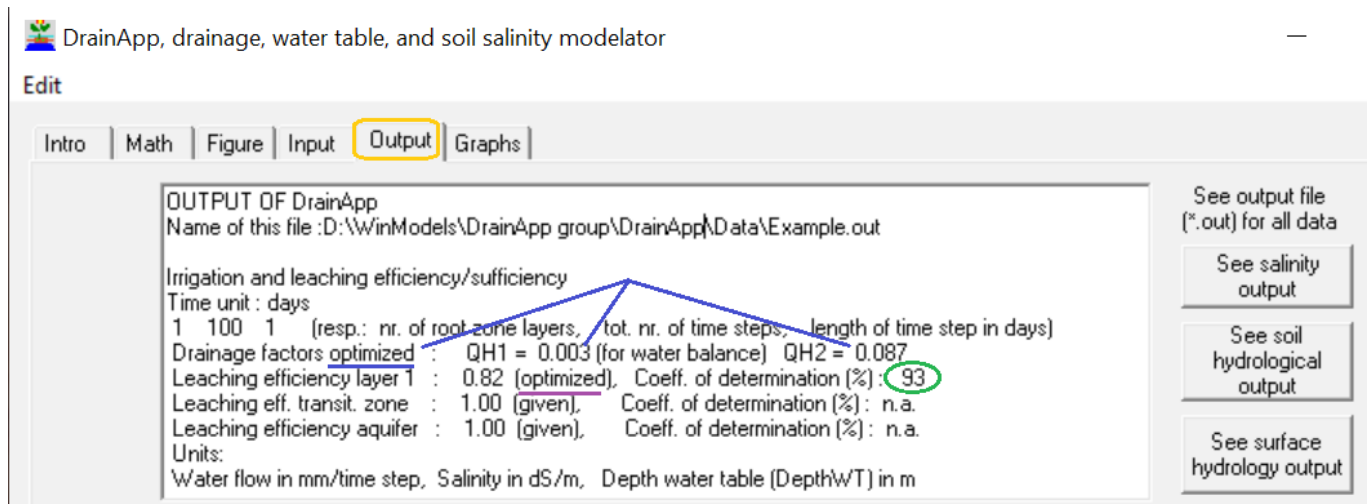 DrainApp, drainage, water table, and soil salinity modelator
Edit
Intro Math Figure Input Output Graphs
OUTPUT OF DrainApp
Name of this file :D:\WinModels\DrainApp group\DrainApp\Data\Example.out
Irrigation and leaching efficiency/sufficiency
Time unit : days
1 100 1 (resp.: nr. of root zone layers, tot. nr. of time steps, length of time step in days)
Drainage factors optimized : QH1 = 0.003 (for water balance) QH2 = 0.087
Leaching efficiency layer 1 : 0.82 (optimized), Coeff. of determination (%) : 93
Leaching eff. transit. zone : 1.00 (given), Coeff. of determination (%) : n.a.
Leaching efficiency aquifer : 1.00 (given), Coeff. of determination (%) : n.a.
Units:
Water flow in mm/time step, Salinity in dS/m, Depth water table (DepthWT) in m
See output file
(*.out) for all data
See salinity
output
See soil
hydrological
output
See surface
hydrology output